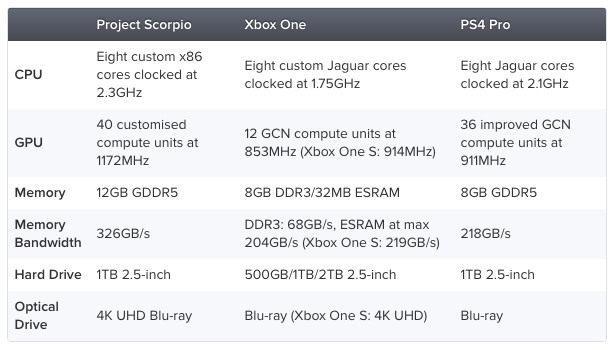 Project Scorpio Xbox One PS4 Pro
CPU
Eight custom x86
cores clocked at
2.3GHz
Eight custom Jaguar cores
clocked at 1.75GHz
Eight Jaguar cores
clocked at 2.1GHz
GPU
40 customised
compute units at
1172MHz
12 GCN compute units at
853MHz (Xbox One S: 914MHz)
36 improved GCN
compute units at
911MHz
Memory 12GB GDDR5 8GB DDR3/32MB ESRAM 8GB GDDR5
Memory
Bandwidth
326GB/s
DDR3: 68GB/s, ESRAM at max
204GB/s (Xbox One S: 219GB/s)
218GB/s
Hard Drive 1TB 2.5-inch 500GB/1TB/2TB 2.5-inch 1TB 2.5-inch
Optical
Drive
4K UHD Blu-ray Blu-ray (Xbox One S: 4K UHD) Blu-ray